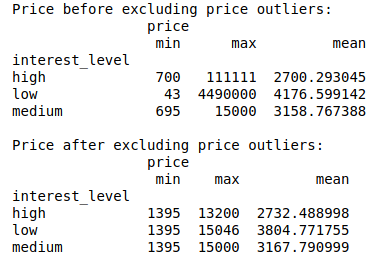 Price before excluding price outliers:
price
min max mean
interest_level
high 700 111111 2700.293045
low 43 4490000 4176.599142
medium 695 15000 3158.767388
Price after excluding price outliers:
price
min max mean
interest_level
high 1395 13200 2732.488998
low 1395 15046 3804.771755
medium 1395 15000 3167.790999